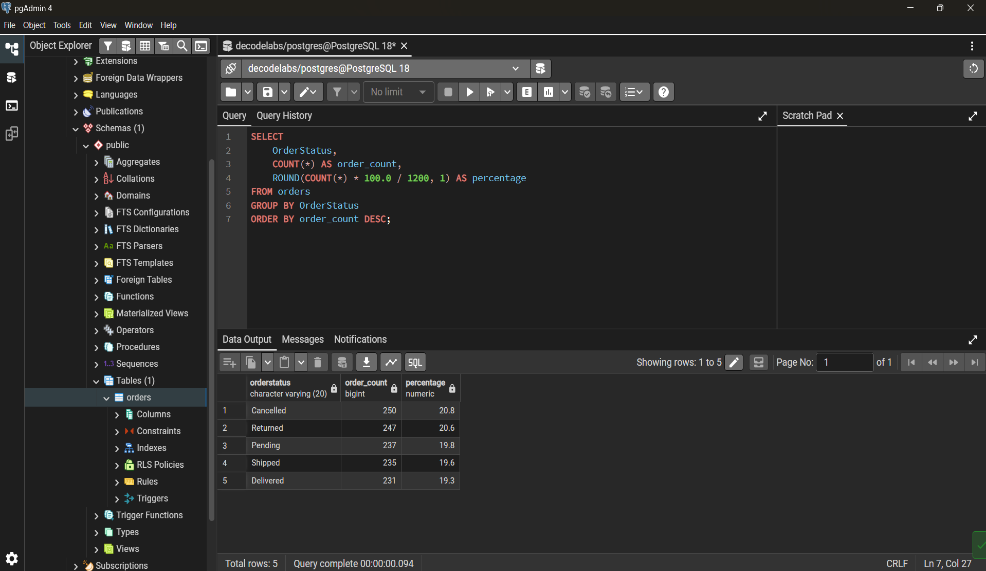 pgAdmin 4
File Object Tools Edit View Window Help
Object Explorer
decodelabs/postgres@PostgreSQL 18*
decodelabs/postgres@PostgreSQL 18
No limit
Extensions
Foreign Data Wrappers
Languages
Publications
Schemas (1)
public
Aggregates
Collations
Domains
FTS Configurations
FTS Dictionaries
Aa FTS Parsers
FTS Templates
Foreign Tables
Functions
Materialized Views
Operators
Procedures
1..3 Sequences
Tables (1)
orders
Columns
Constraints
Indexes
RLS Policies
Rules
Triggers
Trigger Functions
Types
Views
Subscriptions
Query Query History
Scratch Pad
1 SELECT
2 OrderStatus,
3 COUNT(*) AS order_count,
4 ROUND(COUNT(*) * 100.0 / 1200, 1) AS percentage
5 FROM orders
6 GROUP BY OrderStatus
7 ORDER BY order_count DESC;
Data Output Messages Notifications
SQL
Showing rows: 1 to 5
Page No: 1 of 1
orderstatus order_count percentage
character varying (20) bigint numeric
1 Cancelled 250 20.8
2 Returned 247 20.6
3 Pending 237 19.8
4 Shipped 235 19.6
5 Delivered 231 19.3
Total rows: 5 Query complete 00:00:00.094 CRLF Ln 7, Col 27